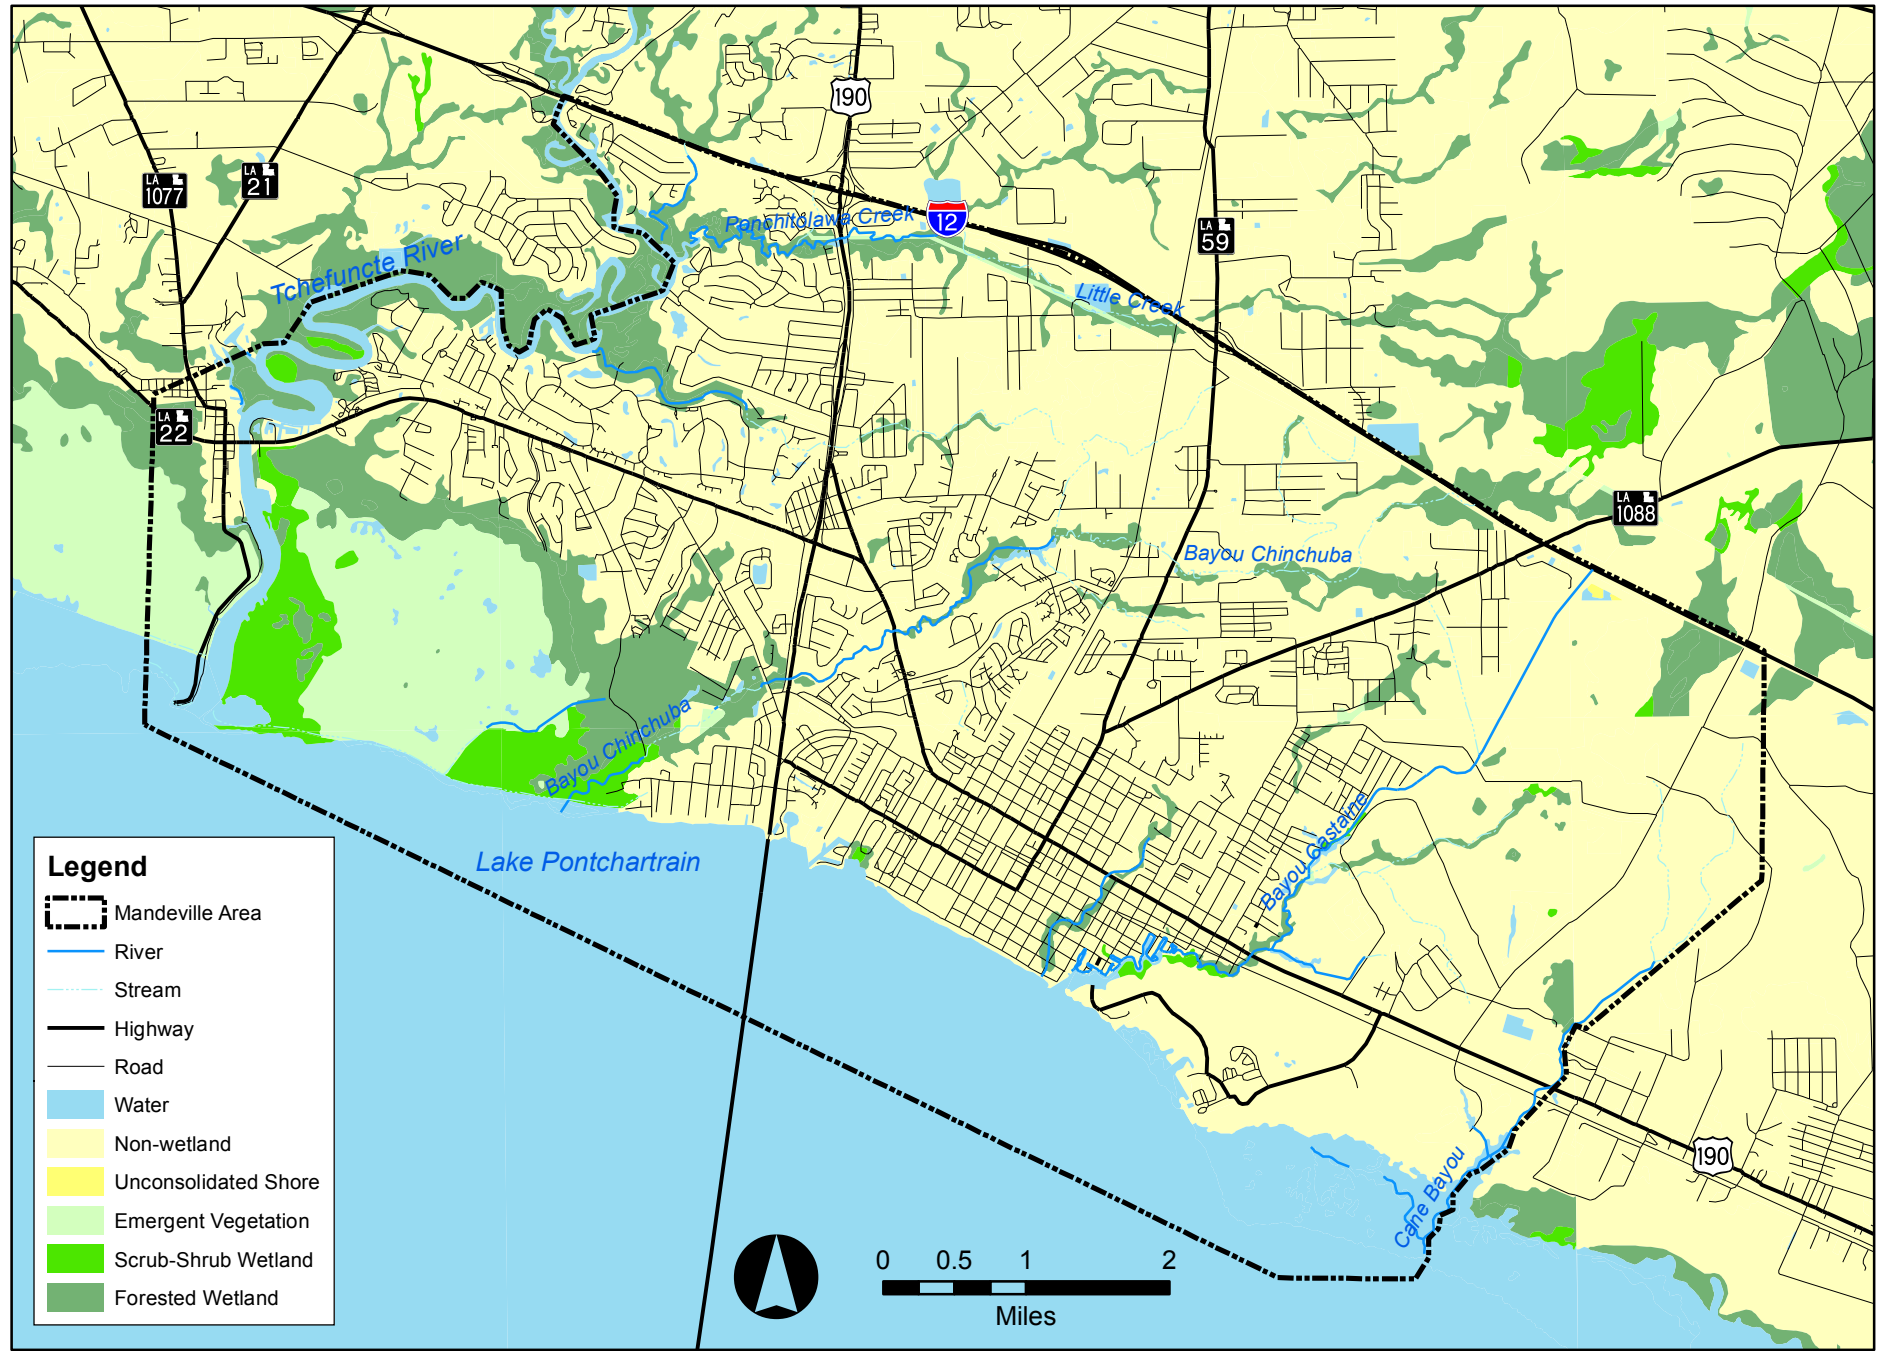 190
LA
1077
LA
21
Ponchitolawa Creek
12
LA
59
Tchefuncte River
Little Creek
LA
22
LA
1088
Bayou Chinchuba
Bayou Chinchuba
Bayou Castaine
Lake Pontchartrain
Legend
Mandeville Area
River
Stream
Highway
Road
Water
Non-wetland
Unconsolidated Shore
Emergent Vegetation
Scrub-Shrub Wetland
Forested Wetland
190
Cane Bayou
0 0.5 1 2
Miles